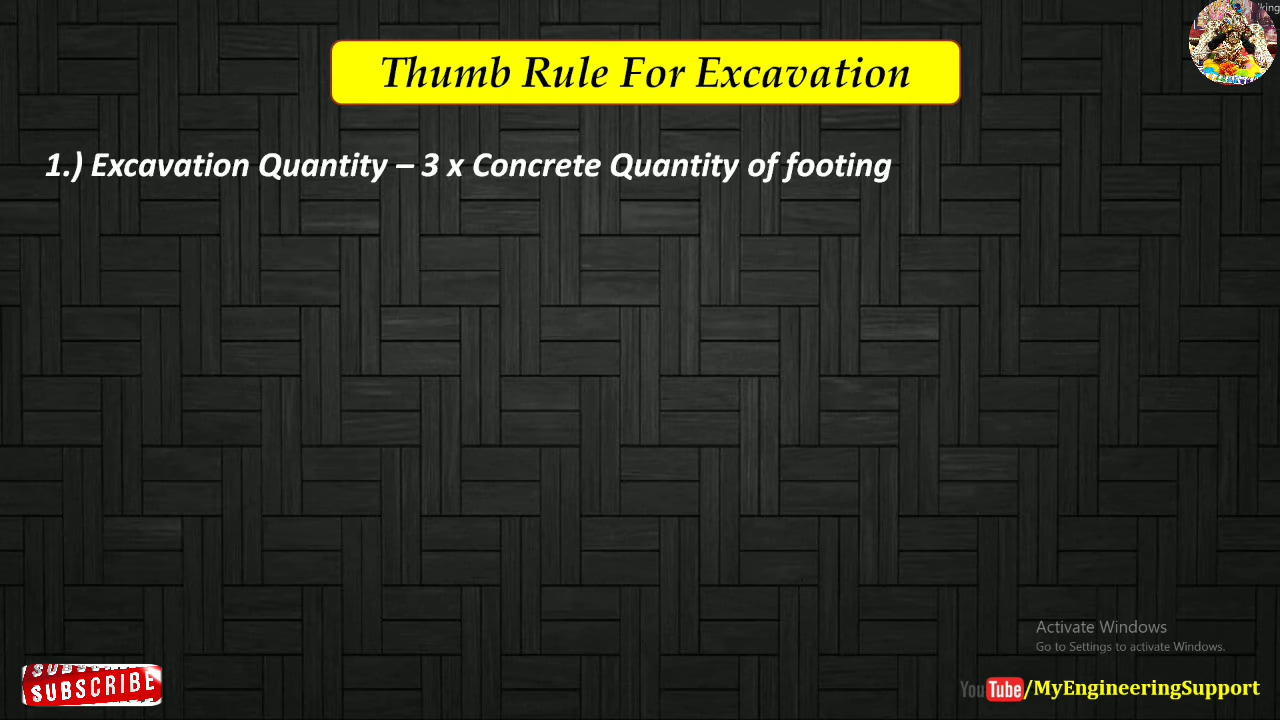 Thumb Rule For Excavation
1.) Excavation Quantity – 3 x Concrete Quantity of footing
Activate Windows
Go to Settings to activate Windows.
SUBSCRIBE
YouTube/MyEngineeringSupport